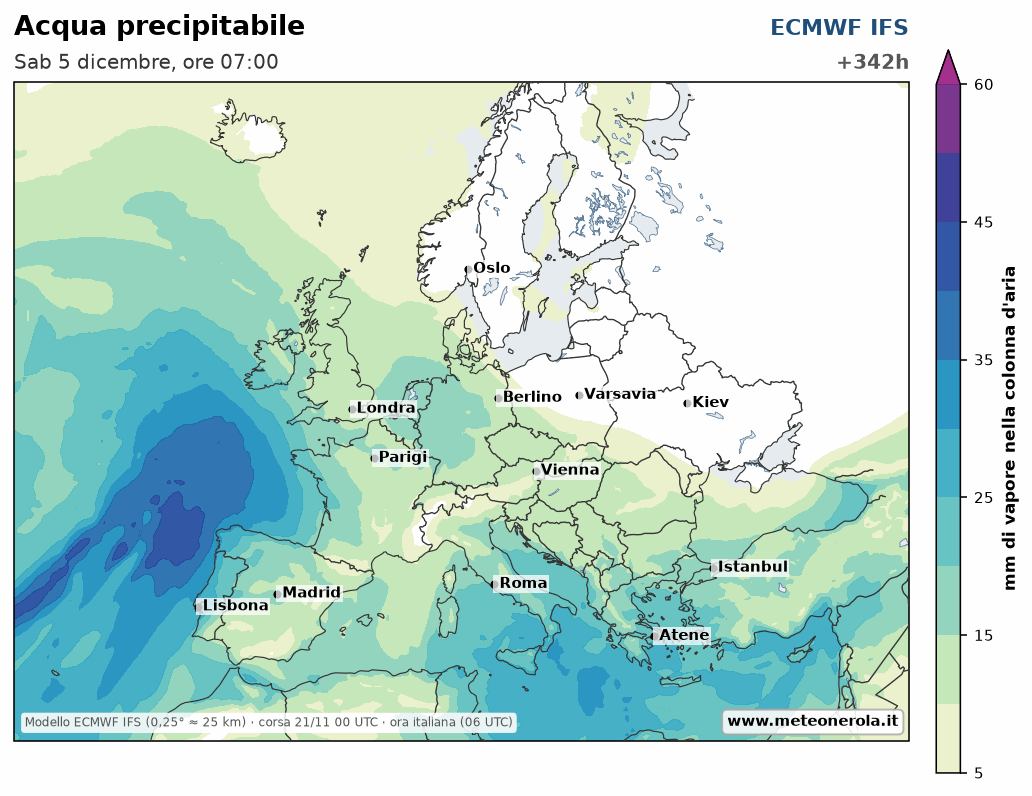 Acqua precipitabile
ECMWF IFS
Sab 5 dicembre, ore 07:00
+342h
60
45
35
25
15
5
mm di vapore nella colonna d'aria
Oslo
Berlino
Varsavia
Kiev
Londra
Parigi
Vienna
Istanbul
Roma
Madrid
Lisbona
Atene
Modello ECMWF IFS (0,25° ≈ 25 km) · corsa 21/11 00 UTC · ora italiana (06 UTC)
www.meteonerola.it